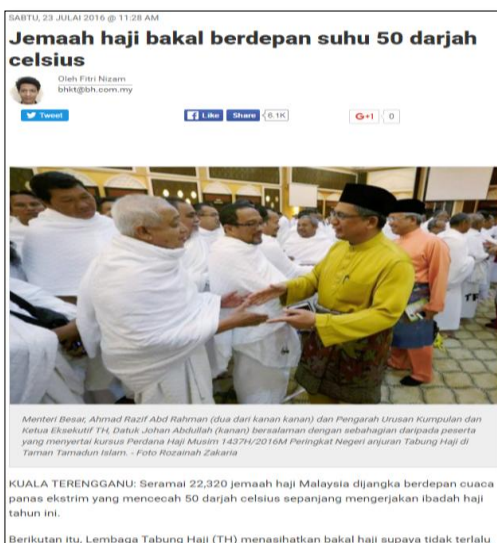 SABTU, 23 JULAI 2016 @ 11:28 AM
Jemaah haji bakal berdepan suhu 50 darjah
celsius
Oleh Fitri Nizam
bhkt@bh.com.my
Tweet
Like Share 6.1K
G+1 0
Menteri Besar, Ahmad Razif Abd Rahman (dua dari kanan kanan) dan Pengarah Urusan Kumpulan dan
Ketua Eksekutif TH, Datuk Johan Abdullah (kanan) bersalaman dengan sebahagian daripada peserta
yang menyertai kursus Perdana Haji Musim 1437H/2016M Peringkat Negeri anjuran Tabung Haji di
Taman Tamadun Islam. - Foto Rozainah Zakaria
KUALA TERENGGANU: Seramai 22,320 jemaah haji Malaysia dijangka berdepan cuaca
panas ekstrim yang mencecah 50 darjah celsius sepanjang mengerjakan ibadah haji
tahun ini.
Berikutan itu, Lembaga Tabung Haji (TH) menasihatkan bakal haji supaya tidak terlalu